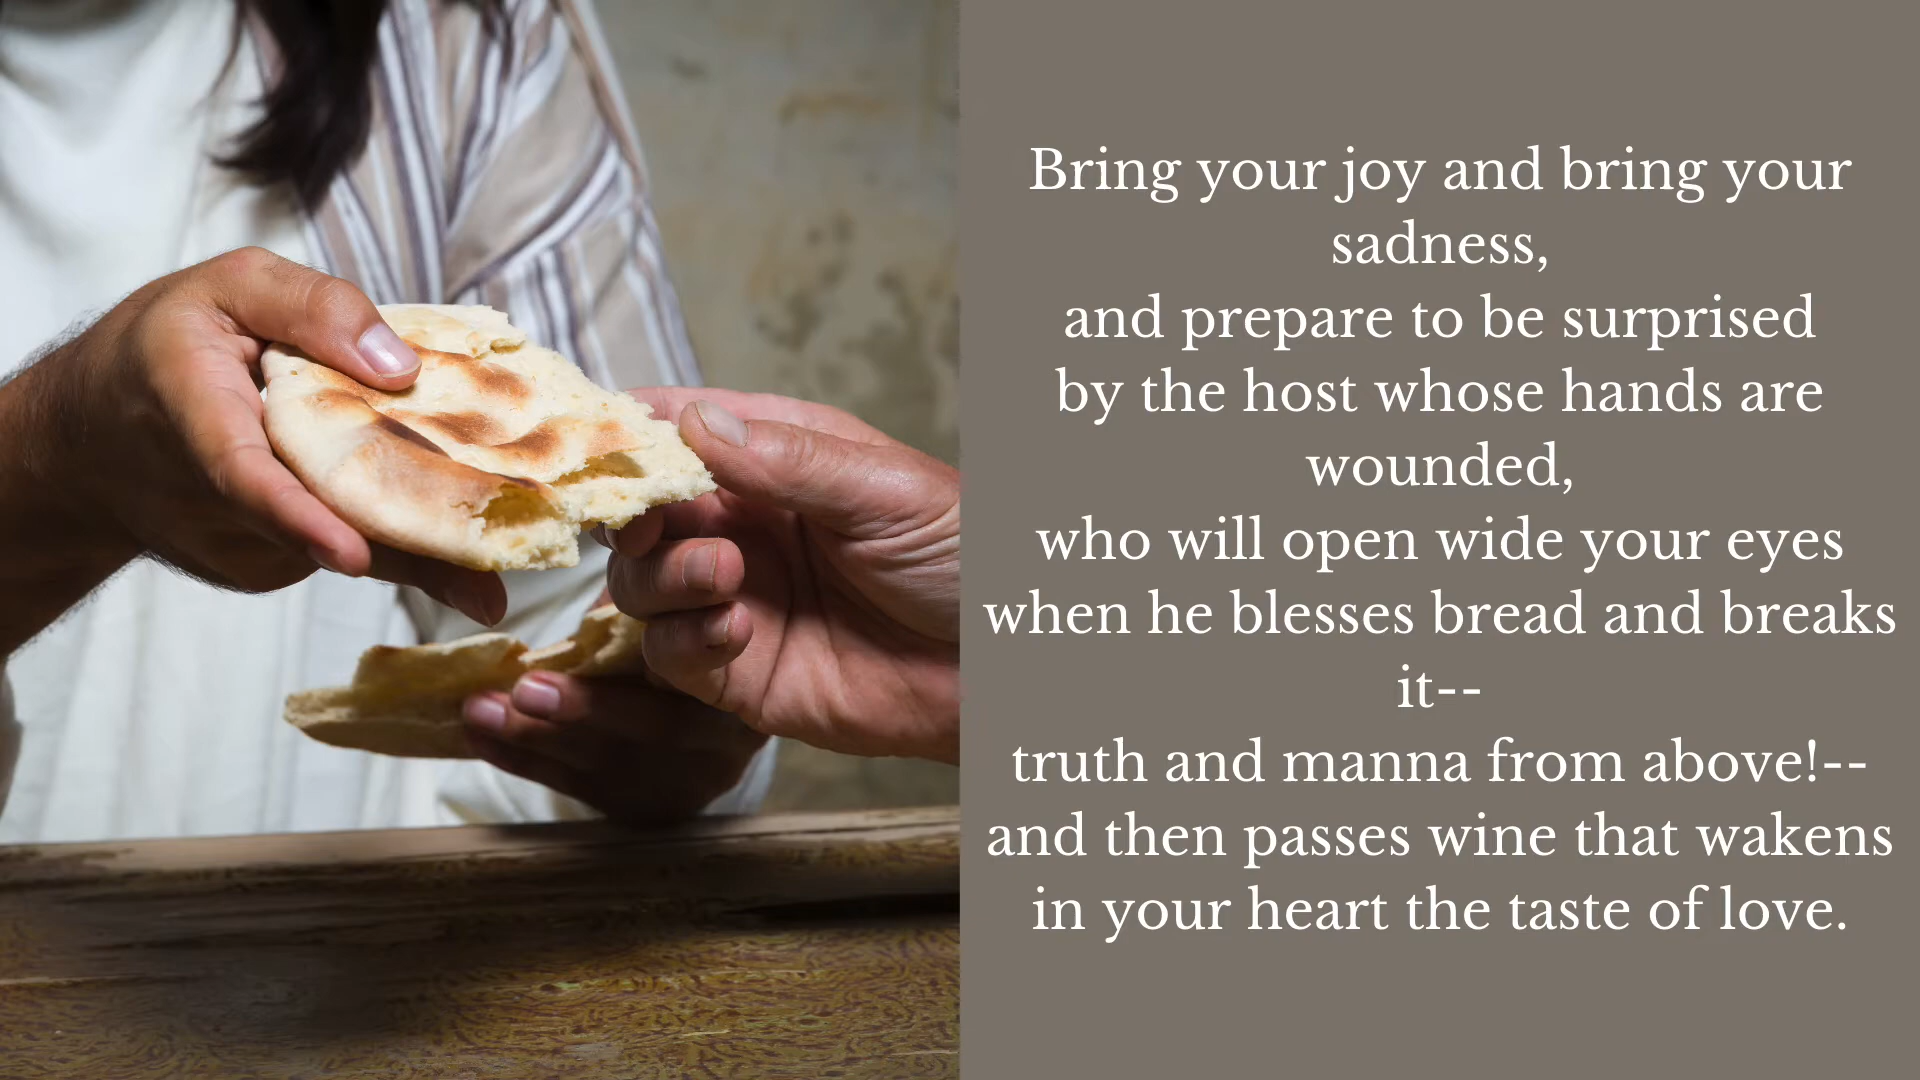 Bring your joy and bring your
sadness,
and prepare to be surprised
by the host whose hands are
wounded,
who will open wide your eyes
when he blesses bread and breaks
it--
truth and manna from above!--
and then passes wine that wakens
in your heart the taste of love.